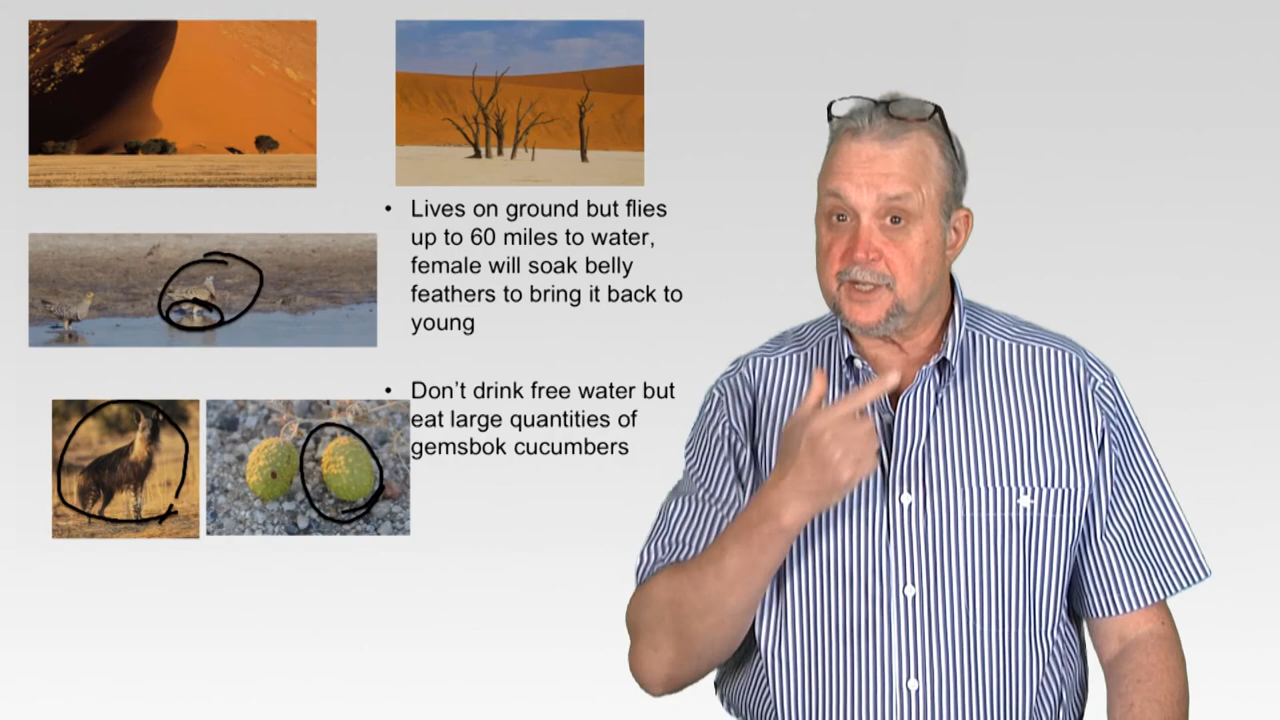 • Lives on ground but flies
up to 60 miles to water,
female will soak belly
feathers to bring it back to
young
• Don't drink free water but
eat large quantities of
gemsbok cucumbers